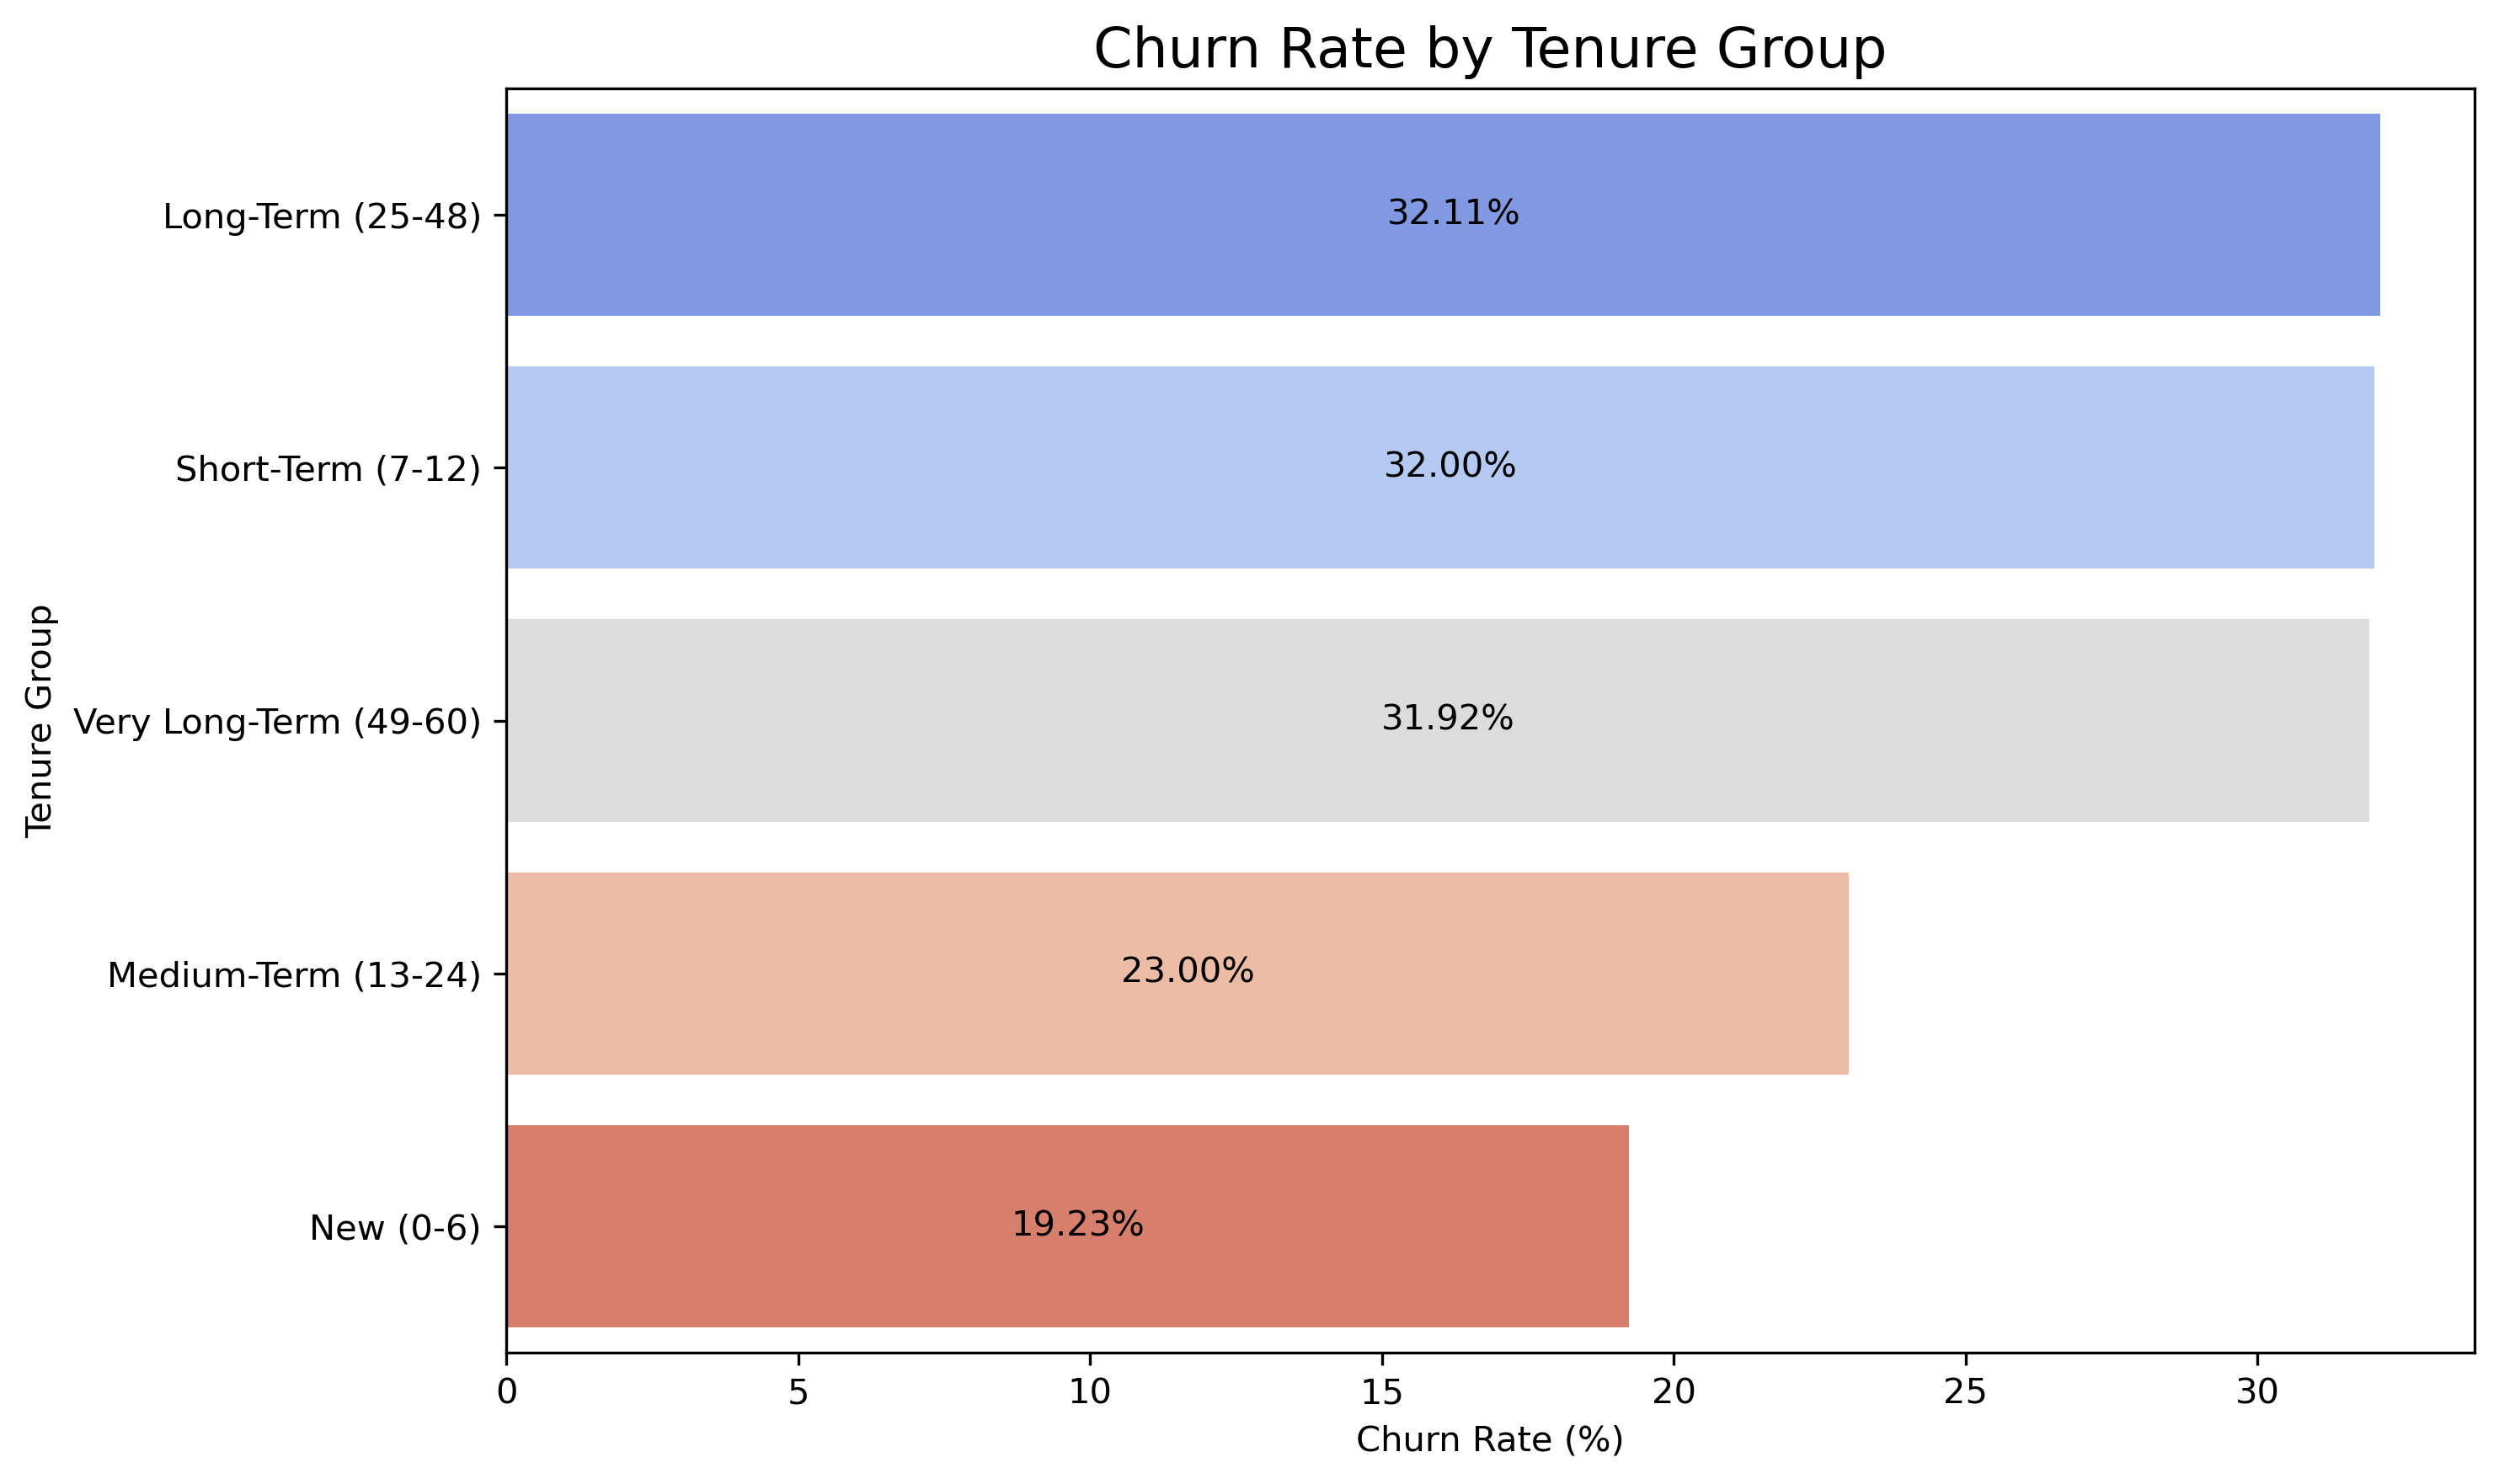 Churn Rate by Tenure Group
Tenure Group
Long-Term (25-48)
32.11%
Short-Term (7-12)
32.00%
Very Long-Term (49-60)
31.92%
Medium-Term (13-24)
23.00%
New (0-6)
19.23%
0 5 10 15 20 25 30
Churn Rate (%)